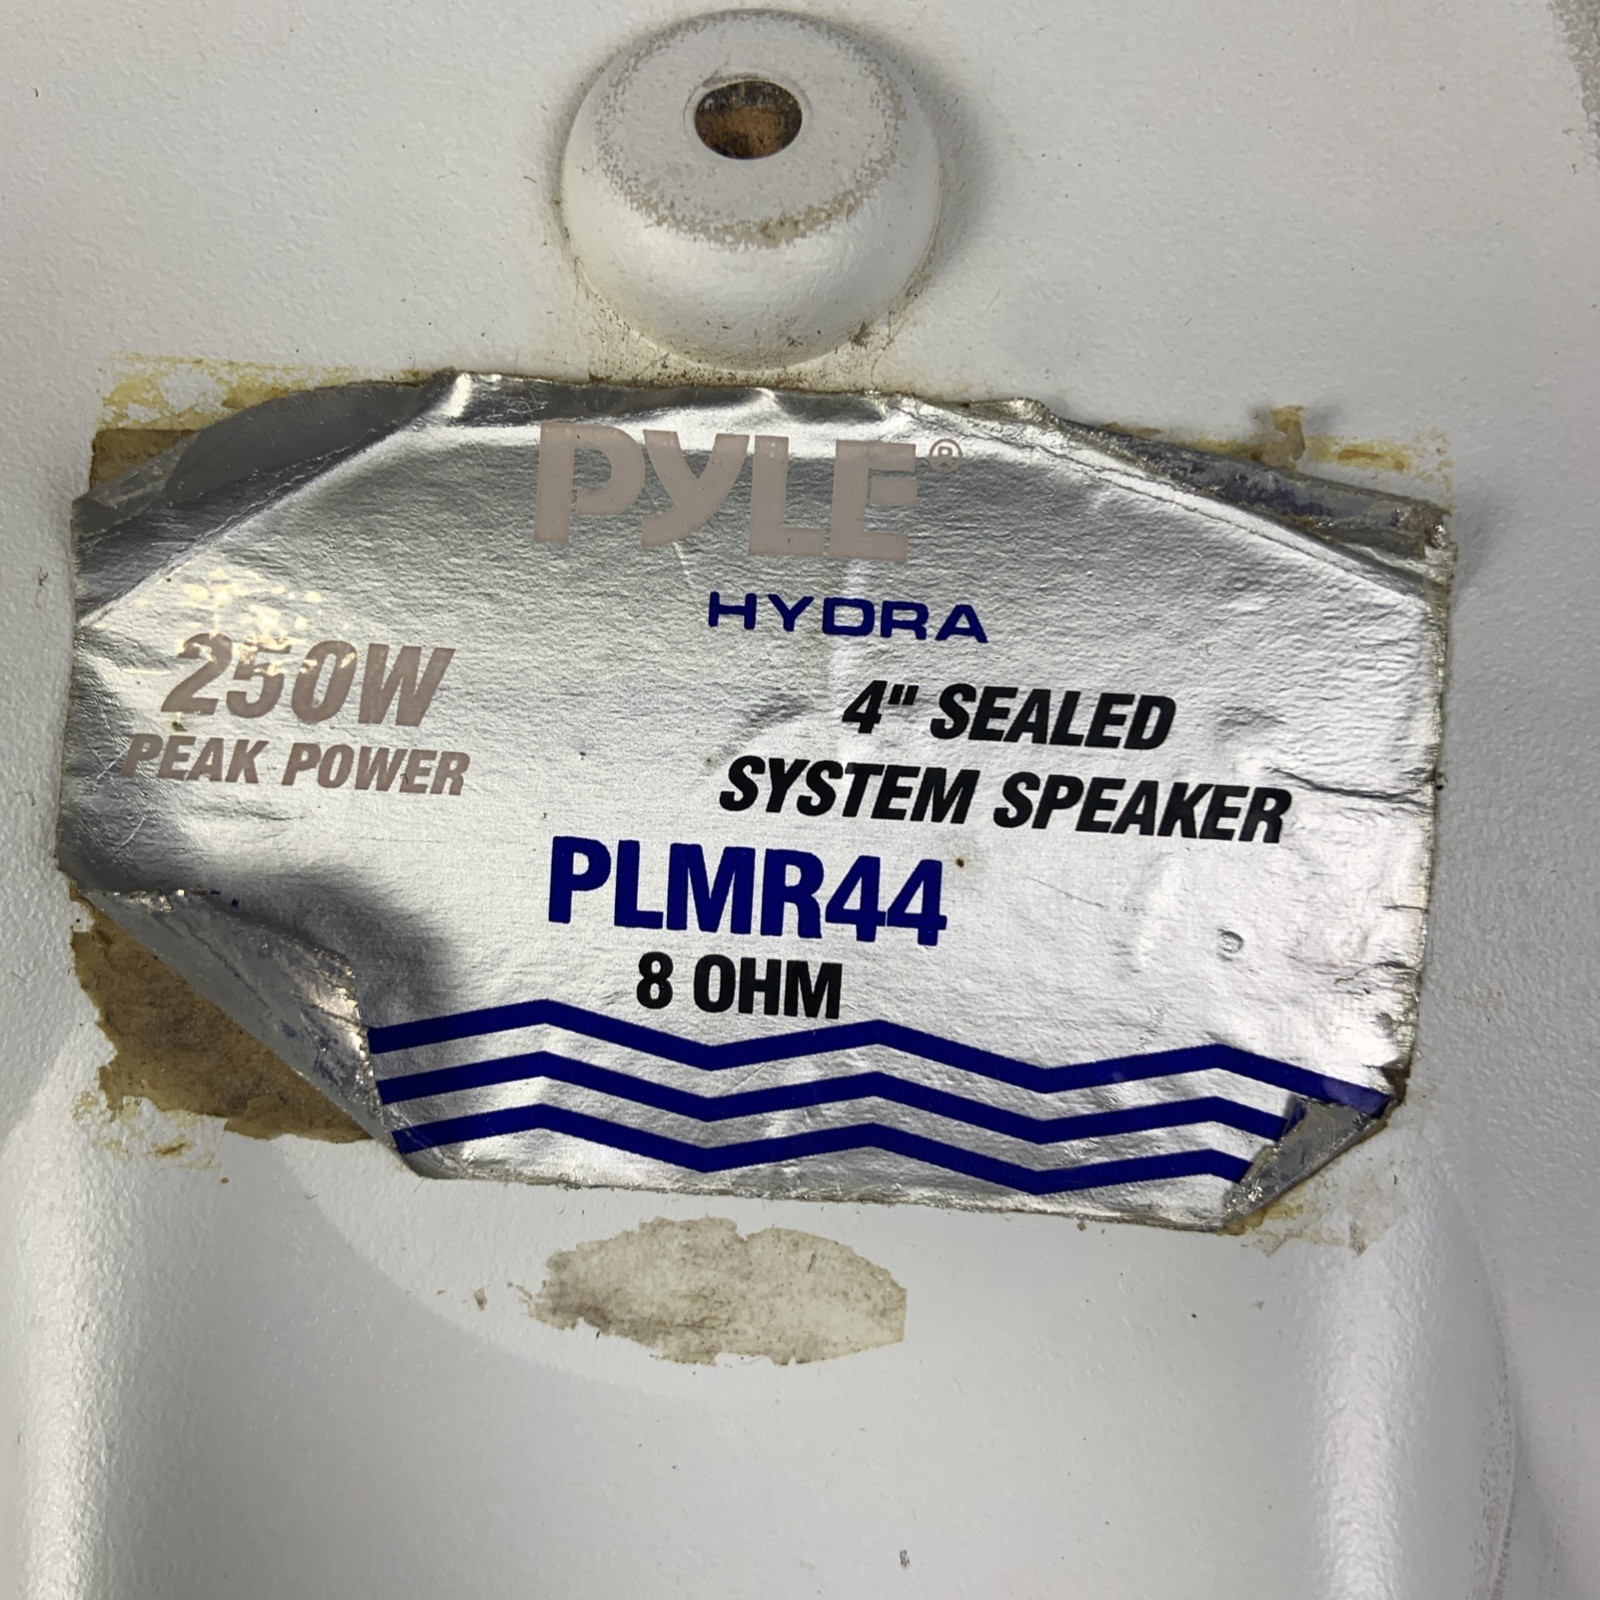 PYLE®
HYDRA
250W
PEAK POWER
4" SEALED
SYSTEM SPEAKER
PLMR44
8 OHM